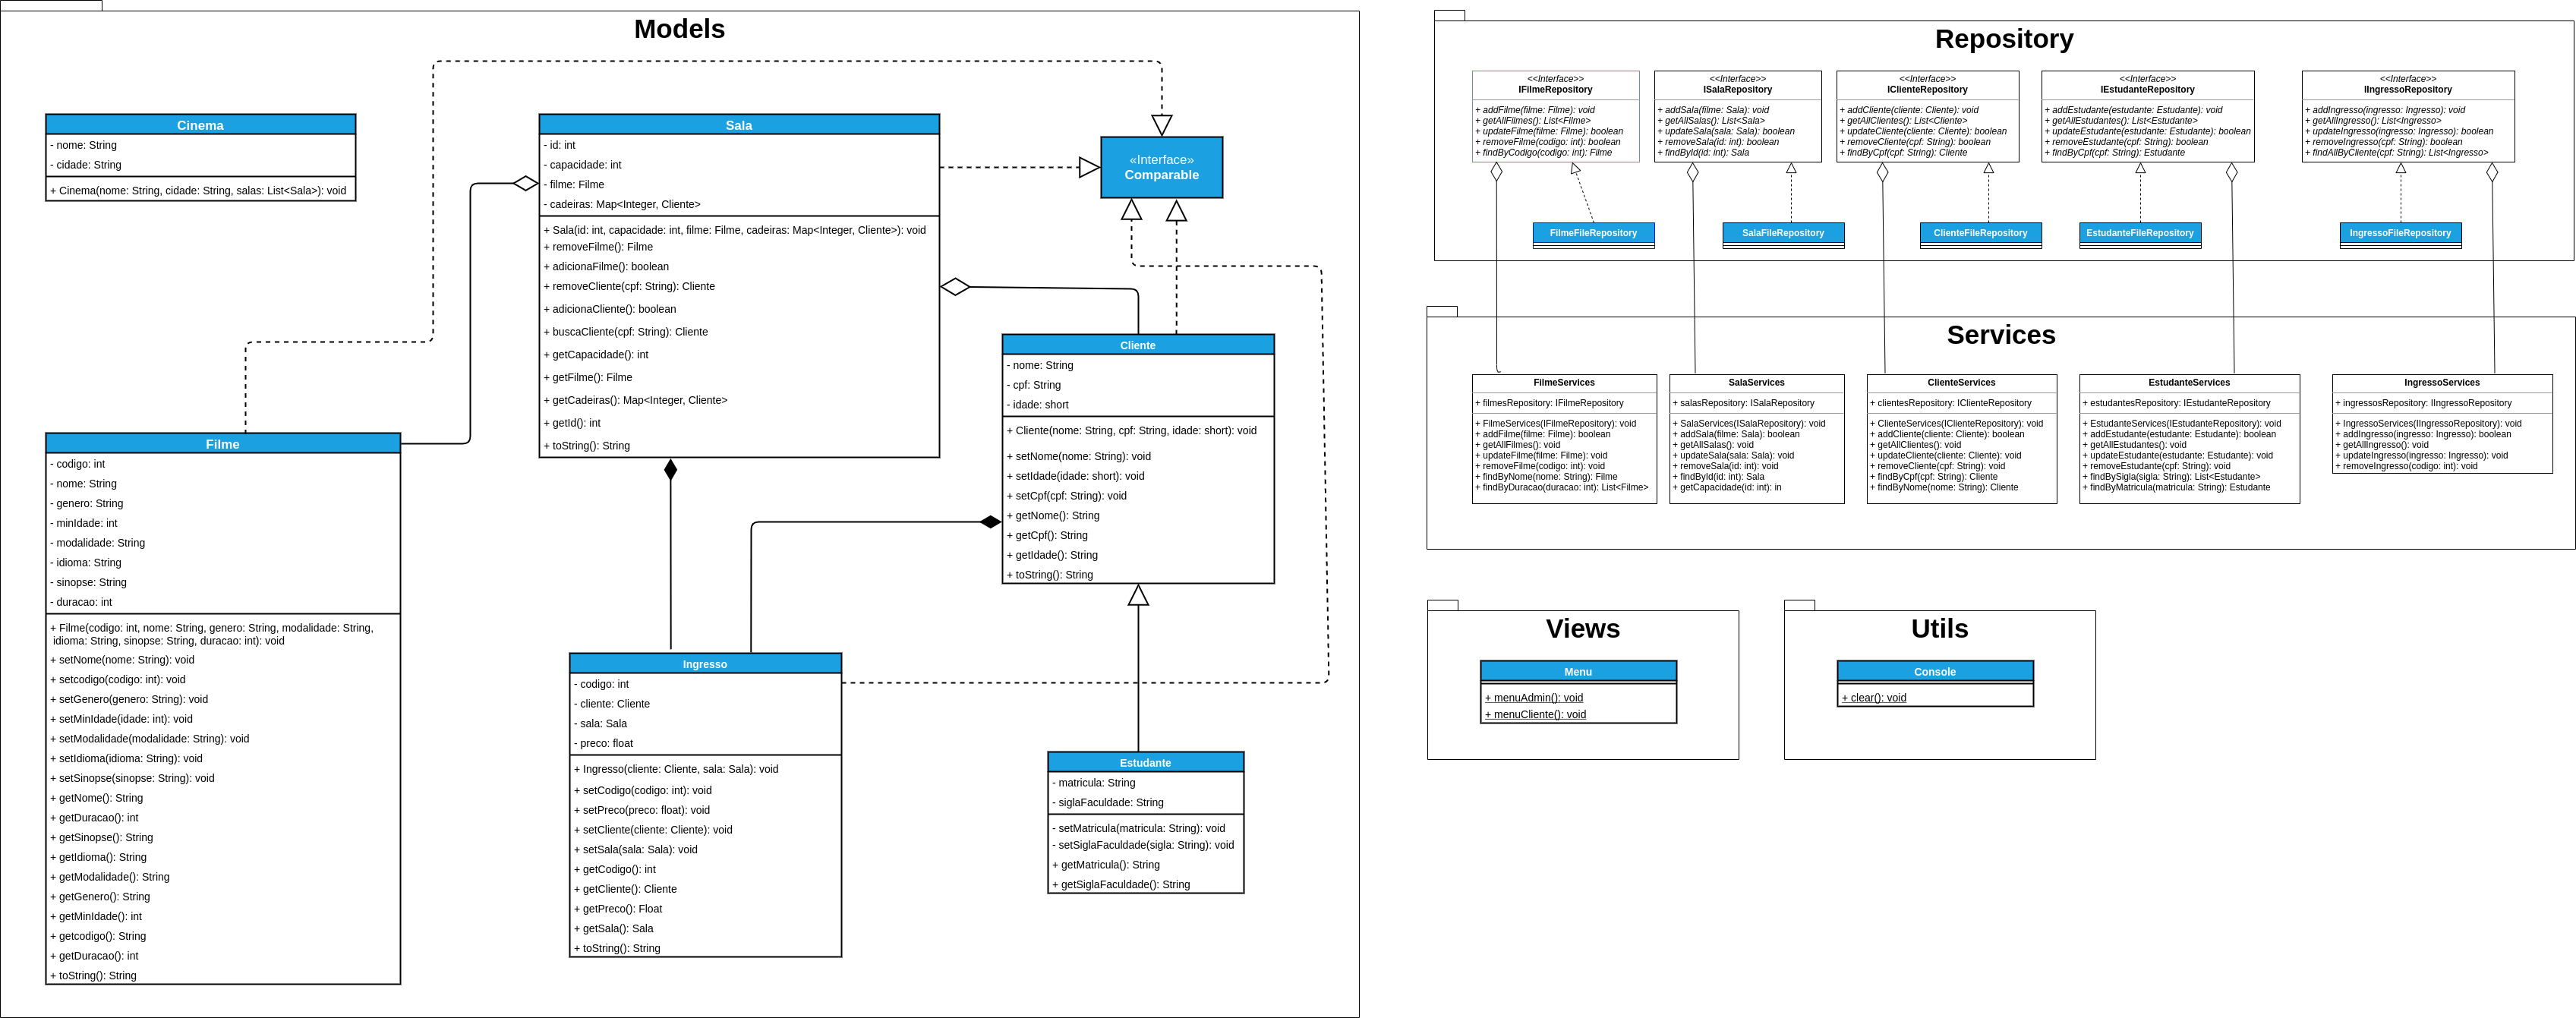 Models
Cinema
- nome: String
- cidade: String
+ Cinema(nome: String, cidade: String, salas: List<Sala>): void
Sala
- id: int
- capacidade: int
- filme: Filme
- cadeiras: Map<Integer, Cliente>
+ Sala(id: int, capacidade: int, filme: Filme, cadeiras: Map<Integer, Cliente>): void
+ removeFilme(): Filme
+ adicionaFilme(): boolean
+ removeCliente(cpf: String): Cliente
+ adicionaCliente(): boolean
+ buscaCliente(cpf: String): Cliente
+ getCapacidade(): int
+ getFilme(): Filme
+ getCadeiras(): Map<Integer, Cliente>
+ getId(): int
+ toString(): String
«Interface»
Comparable
Cliente
- nome: String
- cpf: String
- idade: short
+ Cliente(nome: String, cpf: String, idade: short): void
+ setNome(nome: String): void
+ setIdade(idade: short): void
+ setCpf(cpf: String): void
+ getNome(): String
+ getCpf(): String
+ getIdade(): String
+ toString(): String
Filme
- codigo: int
- nome: String
- genero: String
- minIdade: int
- modalidade: String
- idioma: String
- sinopse: String
- duracao: int
+ Filme(codigo: int, nome: String, genero: String, modalidade: String,
idioma: String, sinopse: String, duracao: int): void
+ setNome(nome: String): void
+ setcodigo(codigo: int): void
+ setGenero(genero: String): void
+ setMinIdade(idade: int): void
+ setModalidade(modalidade: String): void
+ setIdioma(idioma: String): void
+ setSinopse(sinopse: String): void
+ getNome(): String
+ getDuracao(): int
+ getSinopse(): String
+ getIdioma(): String
+ getModalidade(): String
+ getGenero(): String
+ getMinIdade(): int
+ getcodigo(): String
+ getDuracao(): int
+ toString(): String
Ingresso
- codigo: int
- cliente: Cliente
- sala: Sala
- preco: float
+ Ingresso(cliente: Cliente, sala: Sala): void
+ setCodigo(codigo: int): void
+ setPreco(preco: float): void
+ setCliente(cliente: Cliente): void
+ setSala(sala: Sala): void
+ getCodigo(): int
+ getCliente(): Cliente
+ getPreco(): Float
+ getSala(): Sala
+ toString(): String
Estudante
- matricula: String
- siglaFaculdade: String
- setMatricula(matricula: String): void
- setSiglaFaculdade(sigla: String): void
+ getMatricula(): String
+ getSiglaFaculdade(): String
Repository
<<Interface>>
IFilmeRepository
+ addFilme(filme: Filme): void
+ getAllFilmes(): List<Filme>
+ updateFilme(filme: Filme): boolean
+ removeFilme(codigo: int): boolean
+ findByCodigo(codigo: int): Filme
<<Interface>>
ISalaRepository
+ addSala(filme: Sala): void
+ getAllSalas(): List<Sala>
+ updateSala(sala: Sala): boolean
+ removeSala(id: int): boolean
+ findById(id: int): Sala
<<Interface>>
IClienteRepository
+ addCliente(cliente: Cliente): void
+ getAllClientes(): List<Cliente>
+ updateCliente(cliente: Cliente): boolean
+ removeCliente(cpf: String): boolean
+ findByCpf(cpf: String): Cliente
<<Interface>>
IEstudanteRepository
+ addEstudante(estudante: Estudante): void
+ getAllEstudantes(): List<Estudante>
+ updateEstudante(estudante: Estudante): boolean
+ removeEstudante(cpf: String): boolean
+ findByCpf(cpf: String): Estudante
<<Interface>>
IIngressoRepository
+ addIngresso(ingresso: Ingresso): void
+ getAllIngresso(): List<Ingresso>
+ updateIngresso(ingresso: Ingresso): boolean
+ removeIngresso(cpf: String): boolean
+ findAllByCliente(cpf: String): List<Ingresso>
FilmeFileRepository
SalaFileRepository
ClienteFileRepository
EstudanteFileRepository
IngressoFileRepository
Services
FilmeServices
+ filmesRepository: IFilmeRepository
+ FilmeServices(IFilmeRepository): void
+ addFilme(filme: Filme): boolean
+ getAllFilmes(): void
+ updateFilme(filme: Filme): void
+ removeFilme(codigo: int): void
+ findByNome(nome: String): Filme
+ findByDuracao(duracao: int): List<Filme>
SalaServices
+ salasRepository: ISalaRepository
+ SalaServices(ISalaRepository): void
+ addSala(filme: Sala): boolean
+ getAllSalas(): void
+ updateSala(sala: Sala): void
+ removeSala(id: int): void
+ findById(id: int): Sala
+ getCapacidade(id: int): in
ClienteServices
+ clientesRepository: IClienteRepository
+ ClienteServices(IClienteRepository): void
+ addCliente(cliente: Cliente): boolean
+ getAllClientes(): void
+ updateCliente(cliente: Cliente): void
+ removeCliente(cpf: String): void
+ findByCpf(cpf: String): Cliente
+ findByNome(nome: String): Cliente
EstudanteServices
+ estudantesRepository: IEstudanteRepository
+ EstudanteServices(IEstudanteRepository): void
+ addEstudante(estudante: Estudante): boolean
+ getAllEstudantes(): void
+ updateEstudante(estudante: Estudante): void
+ removeEstudante(cpf: String): void
+ findBySigla(sigla: String): List<Estudante>
+ findByMatricula(matricula: String): Estudante
IngressoServices
+ ingressosRepository: IIngressoRepository
+ IngressoServices(IIngressoRepository): void
+ addIngresso(ingresso: Ingresso): boolean
+ getAllIngresso(): void
+ updateIngresso(ingresso: Ingresso): void
+ removeIngresso(codigo: int): void
Views
Menu
+ menuAdmin(): void
+ menuCliente(): void
Utils
Console
+ clear(): void